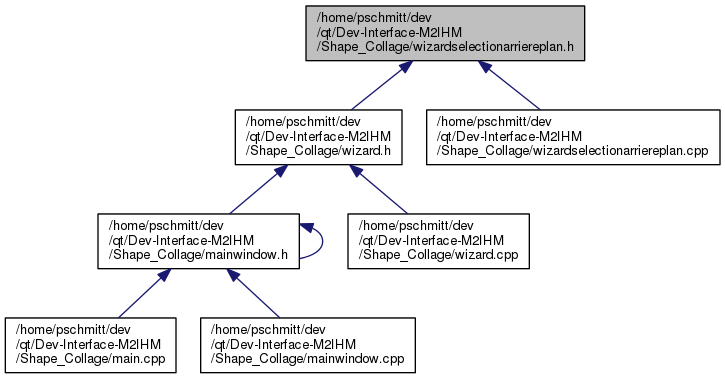 /home/pschmitt/dev
/qt/Dev-Interface-M2IHM
/Shape_Collage/wizardselectionarriereplan.h
/home/pschmitt/dev
/qt/Dev-Interface-M2IHM
/Shape_Collage/wizard.h
/home/pschmitt/dev
/qt/Dev-Interface-M2IHM
/Shape_Collage/wizardselectionarriereplan.cpp
/home/pschmitt/dev
/qt/Dev-Interface-M2IHM
/Shape_Collage/mainwindow.h
/home/pschmitt/dev
/qt/Dev-Interface-M2IHM
/Shape_Collage/wizard.cpp
/home/pschmitt/dev
/qt/Dev-Interface-M2IHM
/Shape_Collage/main.cpp
/home/pschmitt/dev
/qt/Dev-Interface-M2IHM
/Shape_Collage/mainwindow.cpp